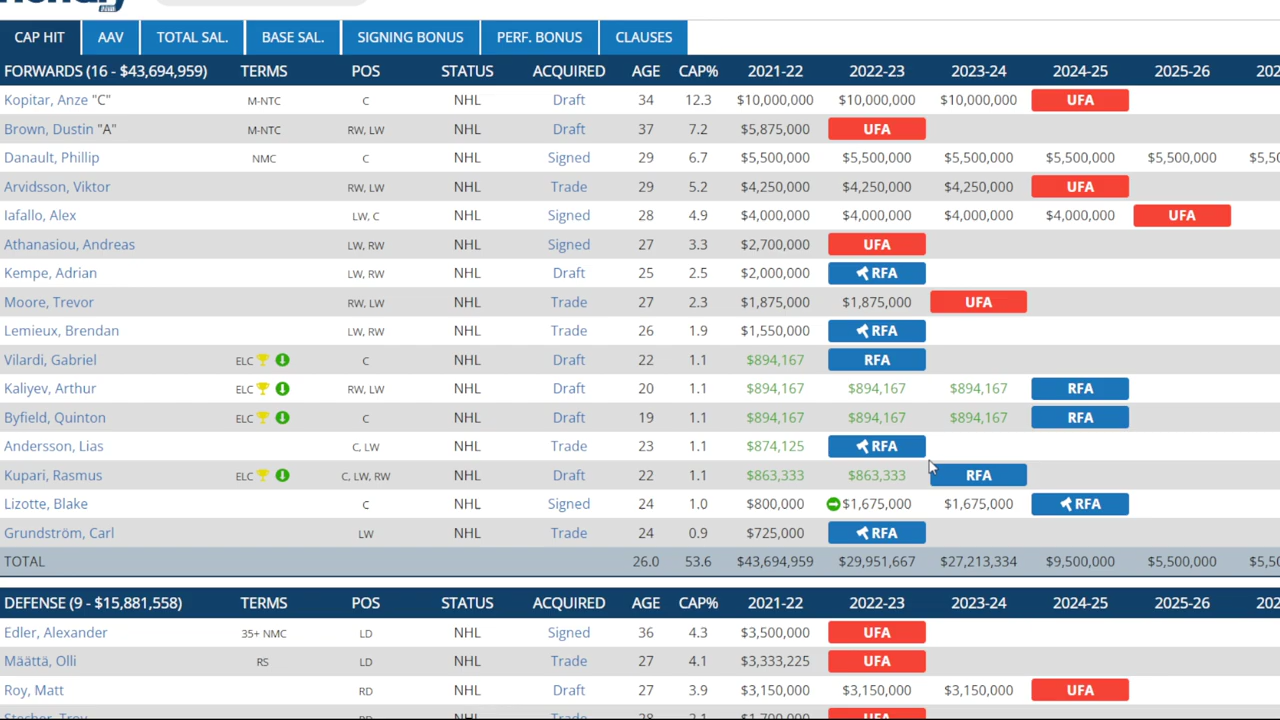 CAP HIT AAV TOTAL SAL. BASE SAL. SIGNING BONUS PERF. BONUS CLAUSES
FORWARDS (16 - $43,694,959) TERMS POS STATUS ACQUIRED AGE CAP% 2021-22 2022-23 2023-24 2024-25 2025-26 202
Kopitar, Anze "C" M-NTC C NHL Draft 34 12.3 $10,000,000 $10,000,000 $10,000,000 UFA
Brown, Dustin "A" M-NTC RW, LW NHL Draft 37 7.2 $5,875,000 UFA
Danault, Phillip NMC C NHL Signed 29 6.7 $5,500,000 $5,500,000 $5,500,000 $5,500,000 $5,500,000 $5,50
Arvidsson, Viktor RW, LW NHL Trade 29 5.2 $4,250,000 $4,250,000 $4,250,000 UFA
Iafallo, Alex LW, C NHL Signed 28 4.9 $4,000,000 $4,000,000 $4,000,000 $4,000,000 UFA
Athanasiou, Andreas LW, RW NHL Signed 27 3.3 $2,700,000 UFA
Kempe, Adrian LW, RW NHL Draft 25 2.5 $2,000,000 RFA
Moore, Trevor RW, LW NHL Trade 27 2.3 $1,875,000 $1,875,000 UFA
Lemieux, Brendan LW, RW NHL Trade 26 1.9 $1,550,000 RFA
Vilardi, Gabriel ELC C NHL Draft 22 1.1 $894,167 RFA
Kaliyev, Arthur ELC RW, LW NHL Draft 20 1.1 $894,167 $894,167 $894,167 RFA
Byfield, Quinton ELC C NHL Draft 19 1.1 $894,167 $894,167 $894,167 RFA
Andersson, Lias C, LW NHL Trade 23 1.1 $874,125 RFA
Kupari, Rasmus ELC C, LW, RW NHL Draft 22 1.1 $863,333 $863,333 RFA
Lizotte, Blake C NHL Signed 24 1.0 $800,000 $1,675,000 $1,675,000 RFA
Grundström, Carl LW NHL Trade 24 0.9 $725,000 RFA
TOTAL 26.0 53.6 $43,694,959 $29,951,667 $27,213,334 $9,500,000 $5,500,000 $5,50
DEFENSE (9 - $15,881,558) TERMS POS STATUS ACQUIRED AGE CAP% 2021-22 2022-23 2023-24 2024-25 2025-26 202
Edler, Alexander 35+ NMC LD NHL Signed 36 4.3 $3,500,000 UFA
Määttä, Olli RS LD NHL Trade 27 4.1 $3,333,225 UFA
Roy, Matt RD NHL Draft 27 3.9 $3,150,000 $3,150,000 $3,150,000 UFA